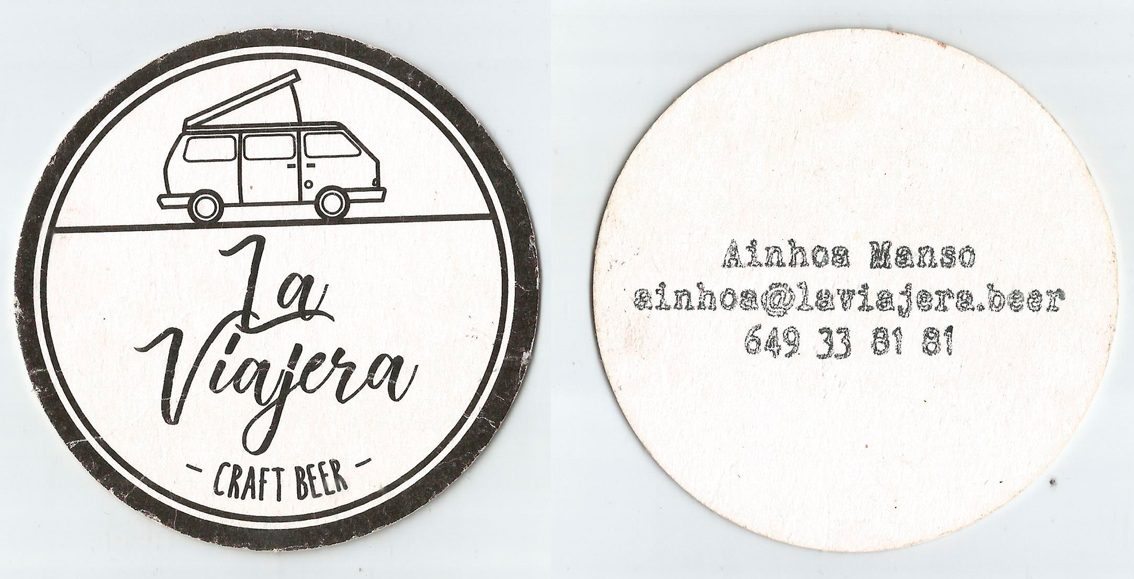 La
Viajera
- CRAFT BEER -
Ainhoa Manso
ainhoa@laviajera.beer
649 33 81 81